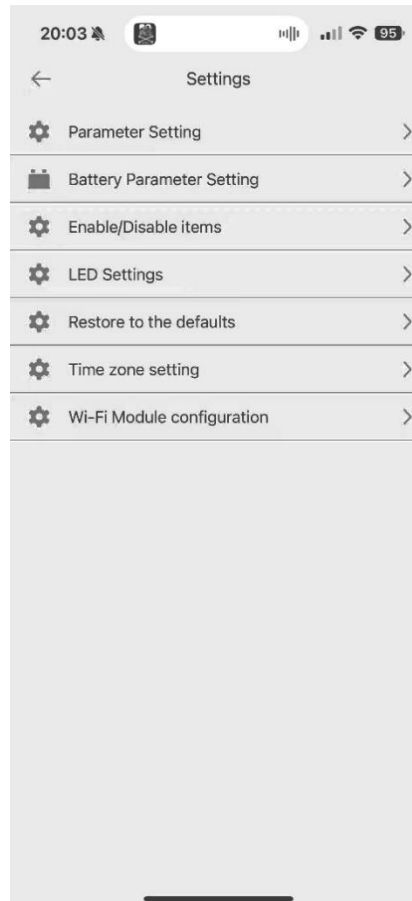 20:03
95
Settings
Parameter Setting
Battery Parameter Setting
Enable/Disable items
LED Settings
Restore to the defaults
Time zone setting
Wi-Fi Module configuration